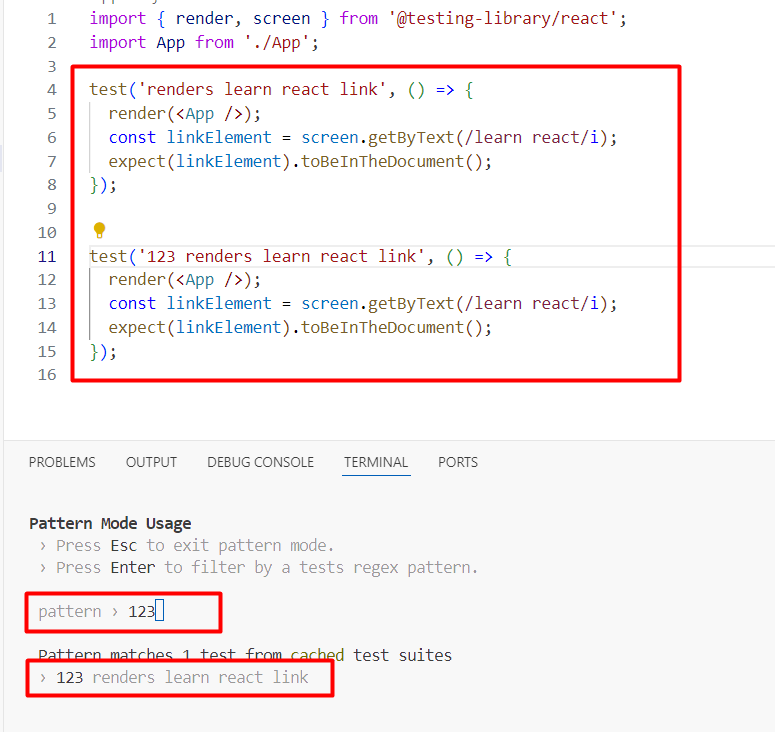 1 import { render, screen } from '@testing-library/react';
2 import App from './App';
3
4 test('renders learn react link', () => {
5 render(<App />);
6 const linkElement = screen.getByText(/learn react/i);
7 expect(linkElement).toBeInTheDocument();
8 });
9
10
11 test('123 renders learn react link', () => {
12 render(<App />);
13 const linkElement = screen.getByText(/learn react/i);
14 expect(linkElement).toBeInTheDocument();
15 });
16
PROBLEMS OUTPUT DEBUG CONSOLE TERMINAL PORTS
Pattern Mode Usage
› Press Esc to exit pattern mode.
› Press Enter to filter by a tests regex pattern.
pattern › 123
Pattern matches 1 test from cached test suites
› 123 renders learn react link